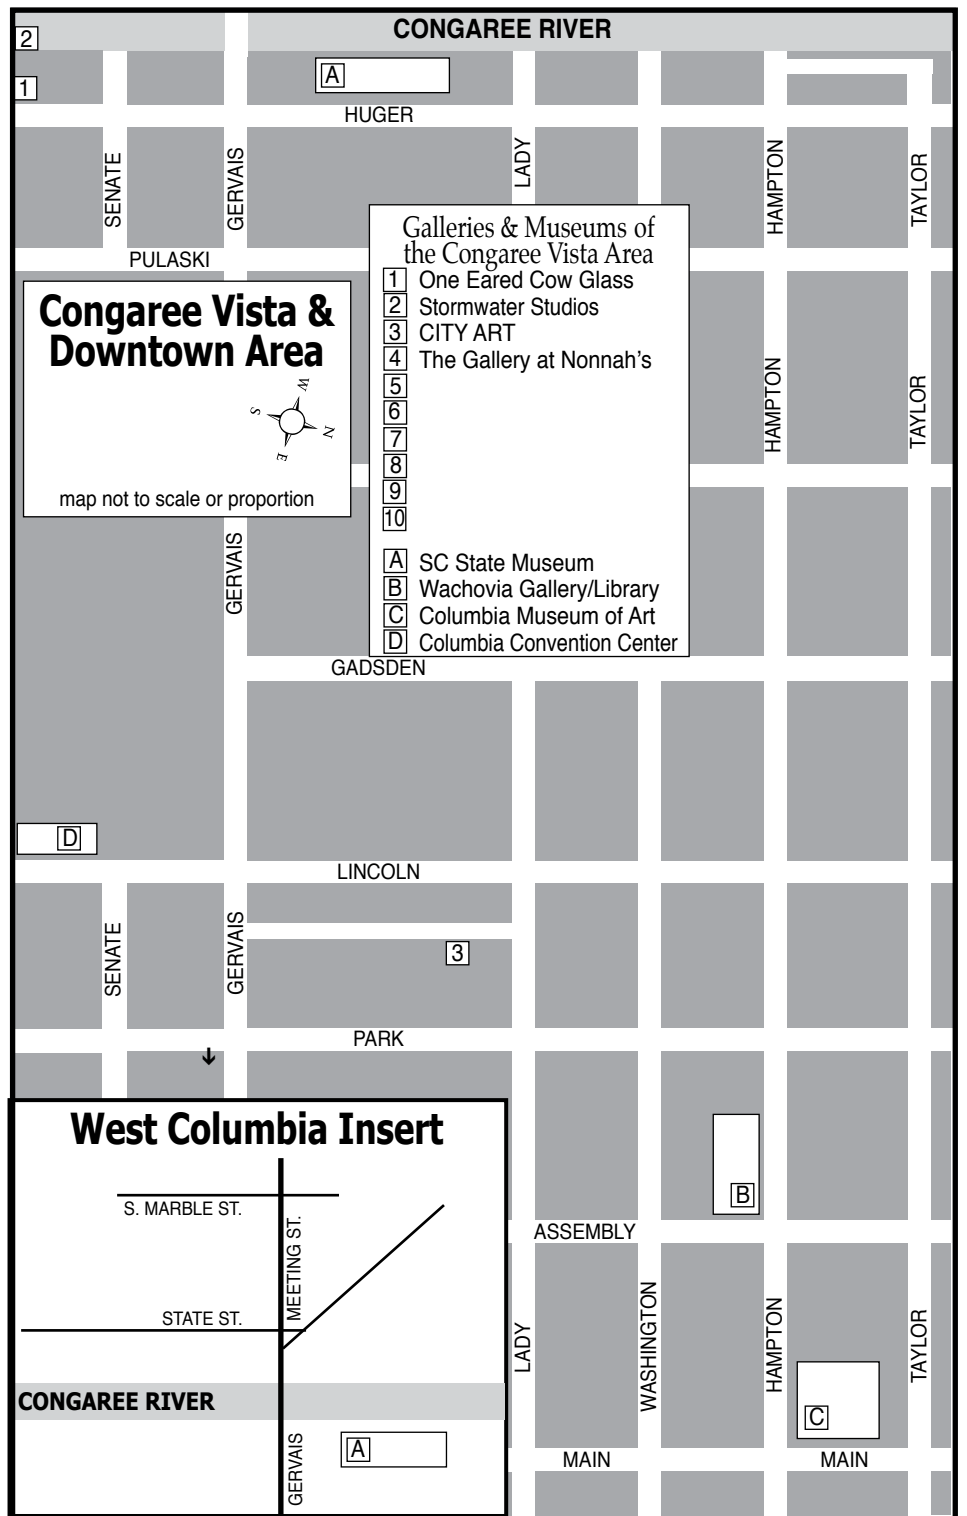 CONGAREE RIVER
2
1
A
HUGER
SENATE
GERVAIS
LADY
HAMPTON
TAYLOR
PULASKI
Galleries & Museums of
the Congaree Vista Area
1 One Eared Cow Glass
2 Stormwater Studios
3 CITY ART
4 The Gallery at Nonnah's
5
6
7
8
9
10
A SC State Museum
B Wachovia Gallery/Library
C Columbia Museum of Art
D Columbia Convention Center
Congaree Vista &
Downtown Area
W
S
N
E
map not to scale or proportion
HAMPTON
TAYLOR
GERVAIS
GADSDEN
D
LINCOLN
SENATE
GERVAIS
3
PARK
West Columbia Insert
S. MARBLE ST.
MEETING ST.
STATE ST.
CONGAREE RIVER
GERVAIS
A
B
ASSEMBLY
LADY
WASHINGTON
HAMPTON
TAYLOR
C
MAIN
MAIN